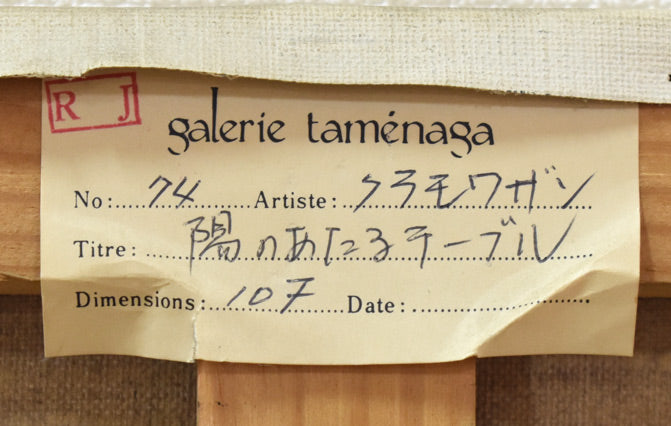 R J
galerie taménaga
No: 74 Artiste: クラモワザン
Titre: 陽のあたるテーブル
Dimensions: 10F Date: